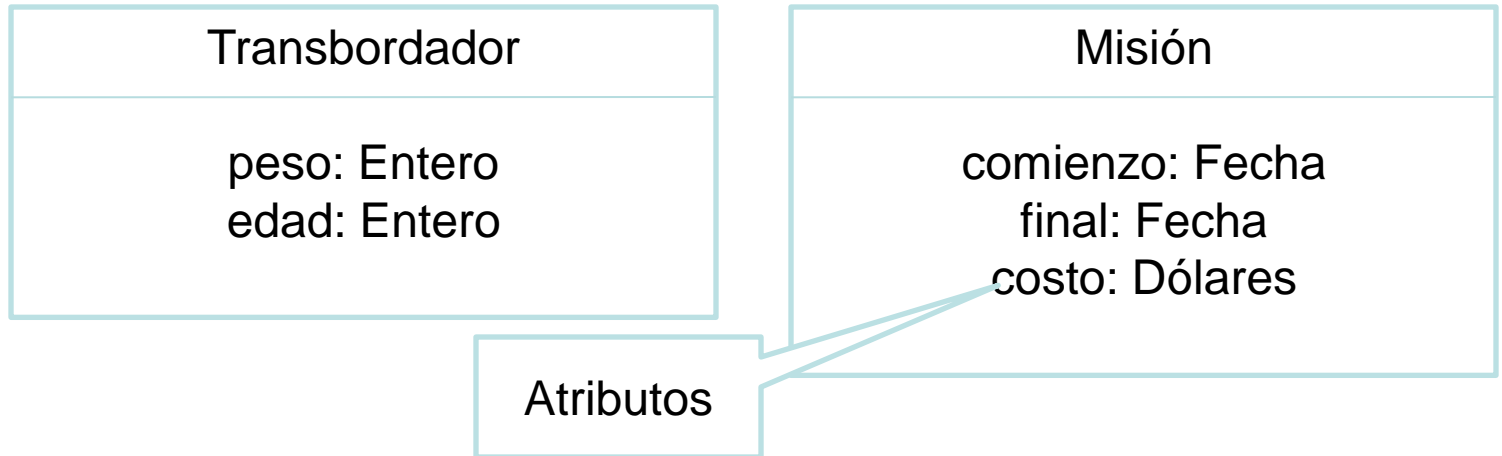 Transbordador
peso: Entero
edad: Entero
Misión
comienzo: Fecha
final: Fecha
costo: Dólares
Atributos